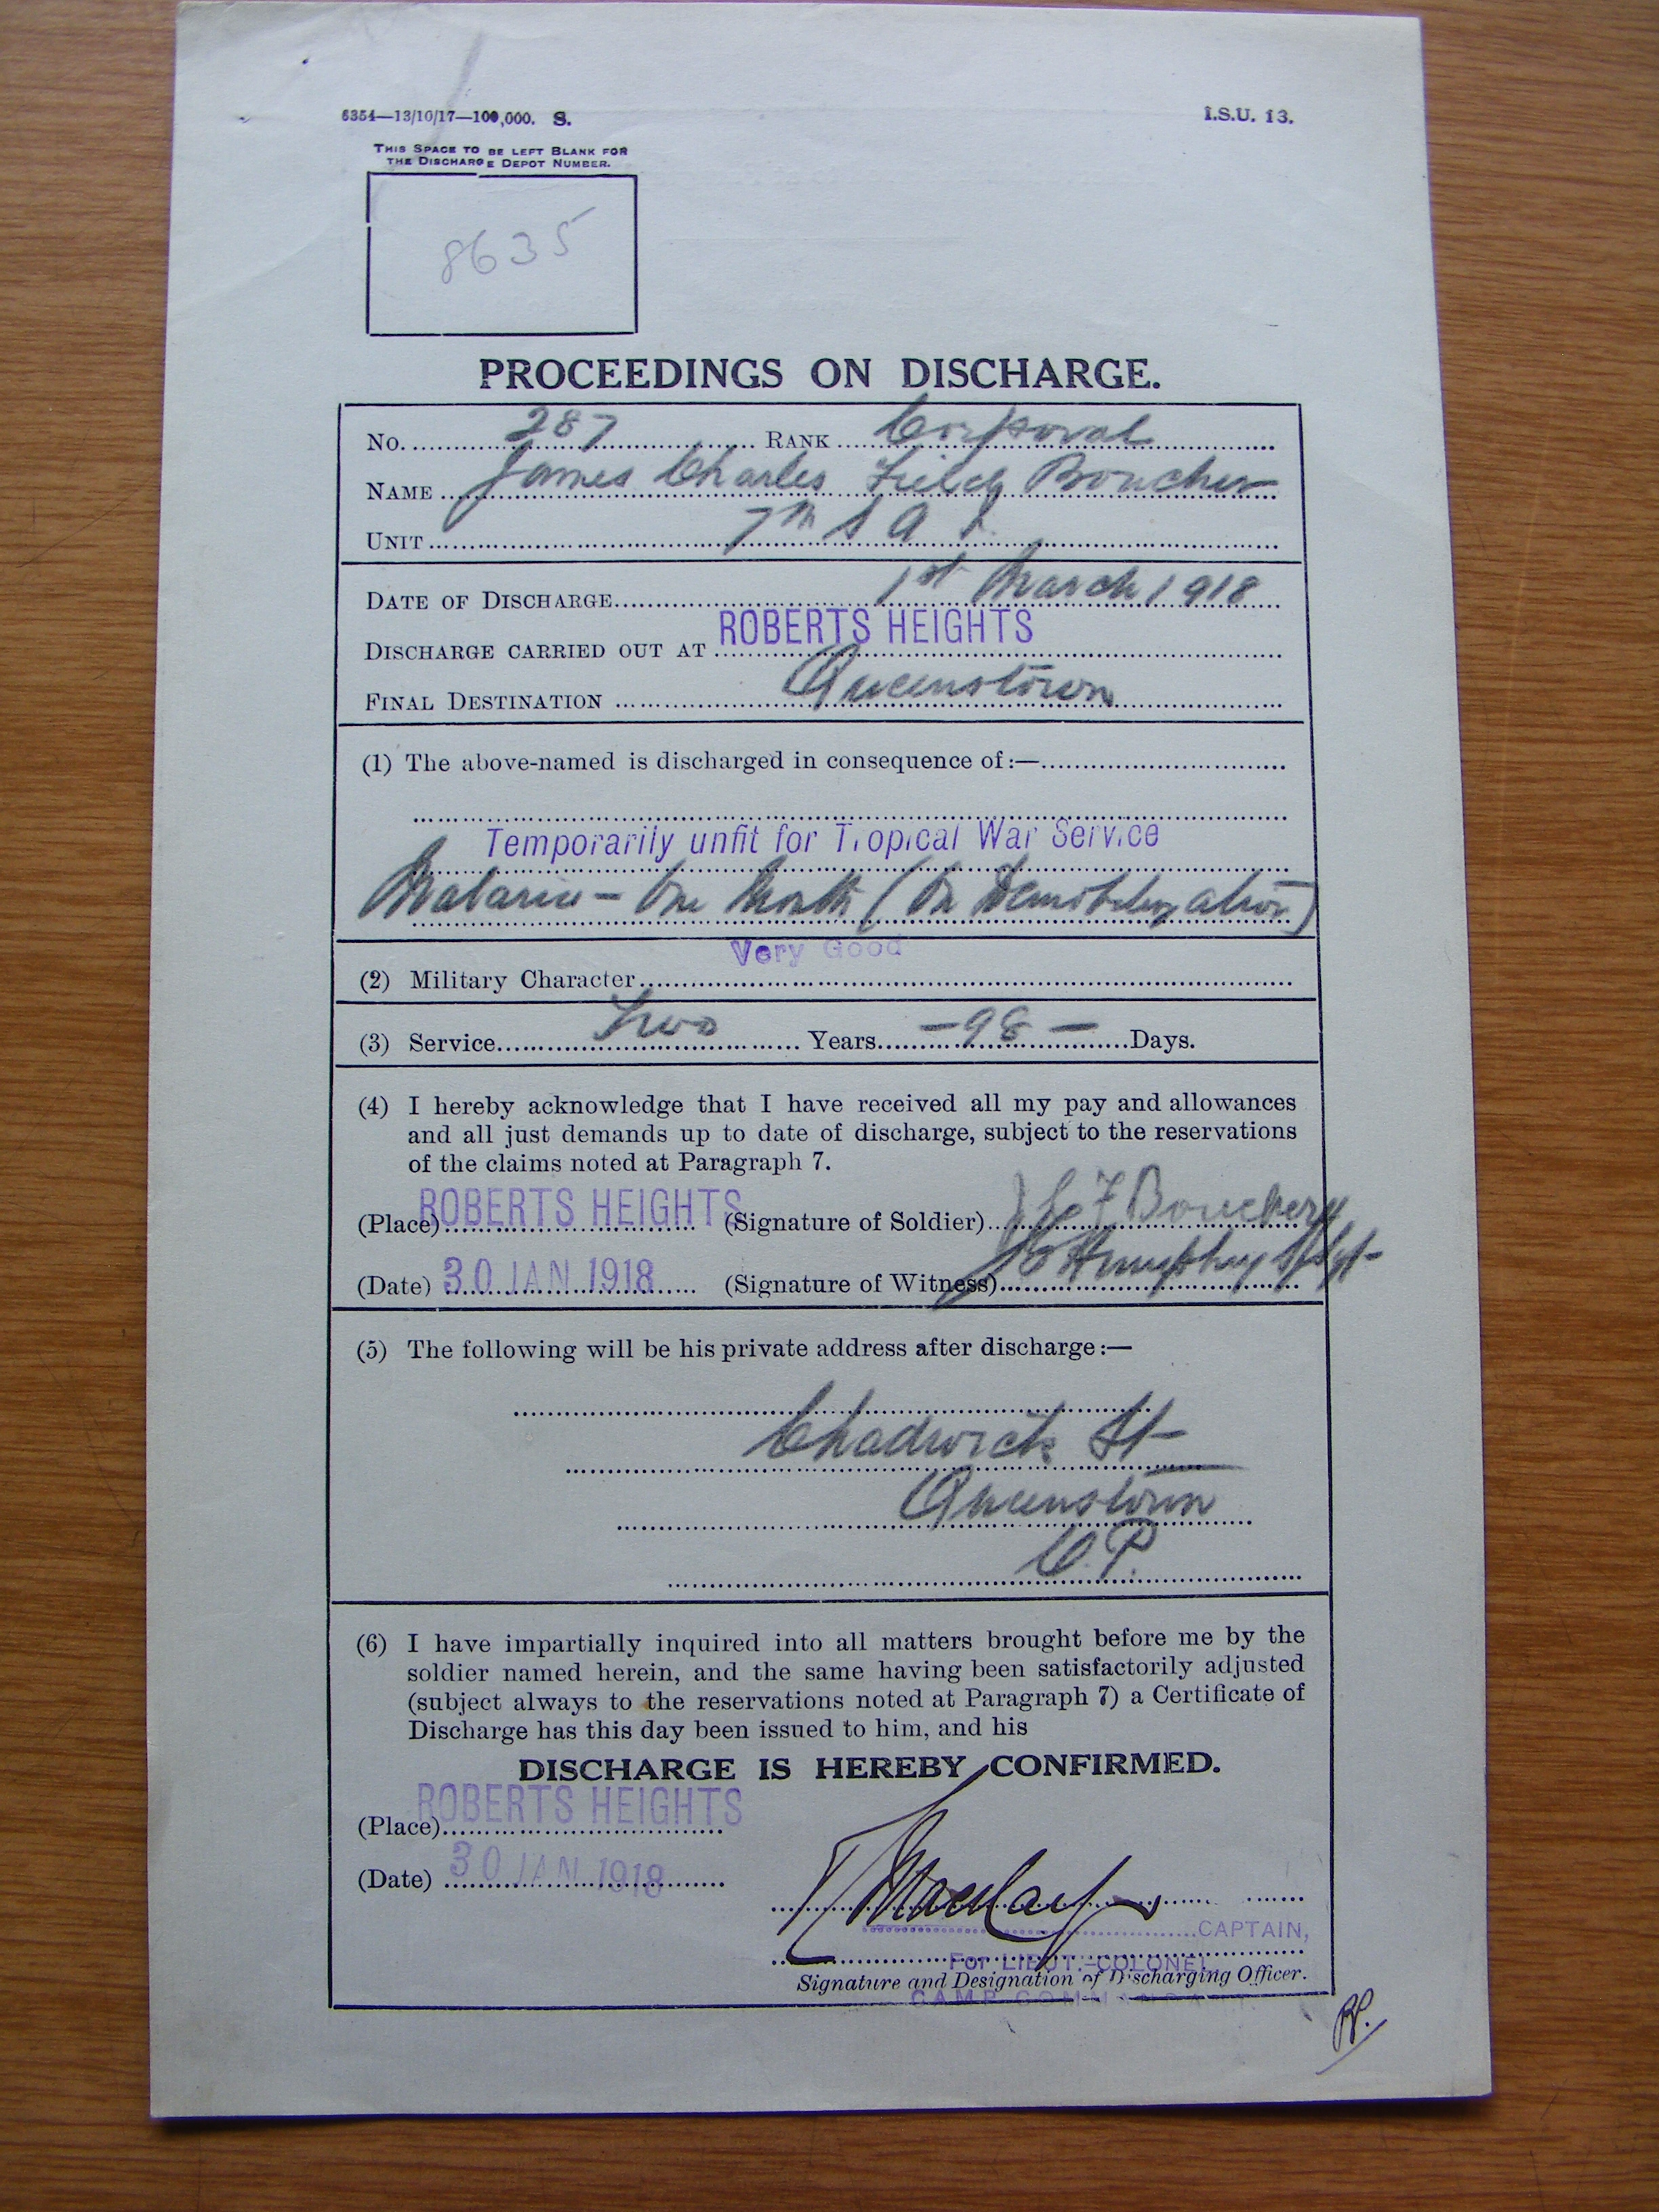 6354—13/10/17—100,000. S.
I.S.U. 13.
THIS SPACE TO BE LEFT BLANK FOR
THE DISCHARGE DEPOT NUMBER.
8635
PROCEEDINGS ON DISCHARGE.
No. 287 RANK Corporal
NAME James Charles Boucher
UNIT 7th S A I.
DATE OF DISCHARGE 1st March 1918
DISCHARGE CARRIED OUT AT ROBERTS HEIGHTS
FINAL DESTINATION Queenstown
(1) The above-named is discharged in consequence of:—
Temporarily unfit for Tropical War Service
Malaria - One Month (On Demobilization)
Very Good
(2) Military Character
(3) Service Two Years - 98 - Days.
(4) I hereby acknowledge that I have received all my pay and allowances
and all just demands up to date of discharge, subject to the reservations
of the claims noted at Paragraph 7.
(Place) ROBERTS HEIGHTS (Signature of Soldier) J C F Boucher
(Date) 30 JAN 1918 (Signature of Witness) Humphrey
(5) The following will be his private address after discharge:—
Chadwick St
Queenstown
C.P.
(6) I have impartially inquired into all matters brought before me by the
soldier named herein, and the same having been satisfactorily adjusted
(subject always to the reservations noted at Paragraph 7) a Certificate of
Discharge has this day been issued to him, and his
DISCHARGE IS HEREBY CONFIRMED.
(Place) ROBERTS HEIGHTS
(Date) 30 JAN 1918
CAPTAIN,
For LIEUT.-COLONEL
Signature and Designation of Discharging Officer.
CAMP COMMANDANT.